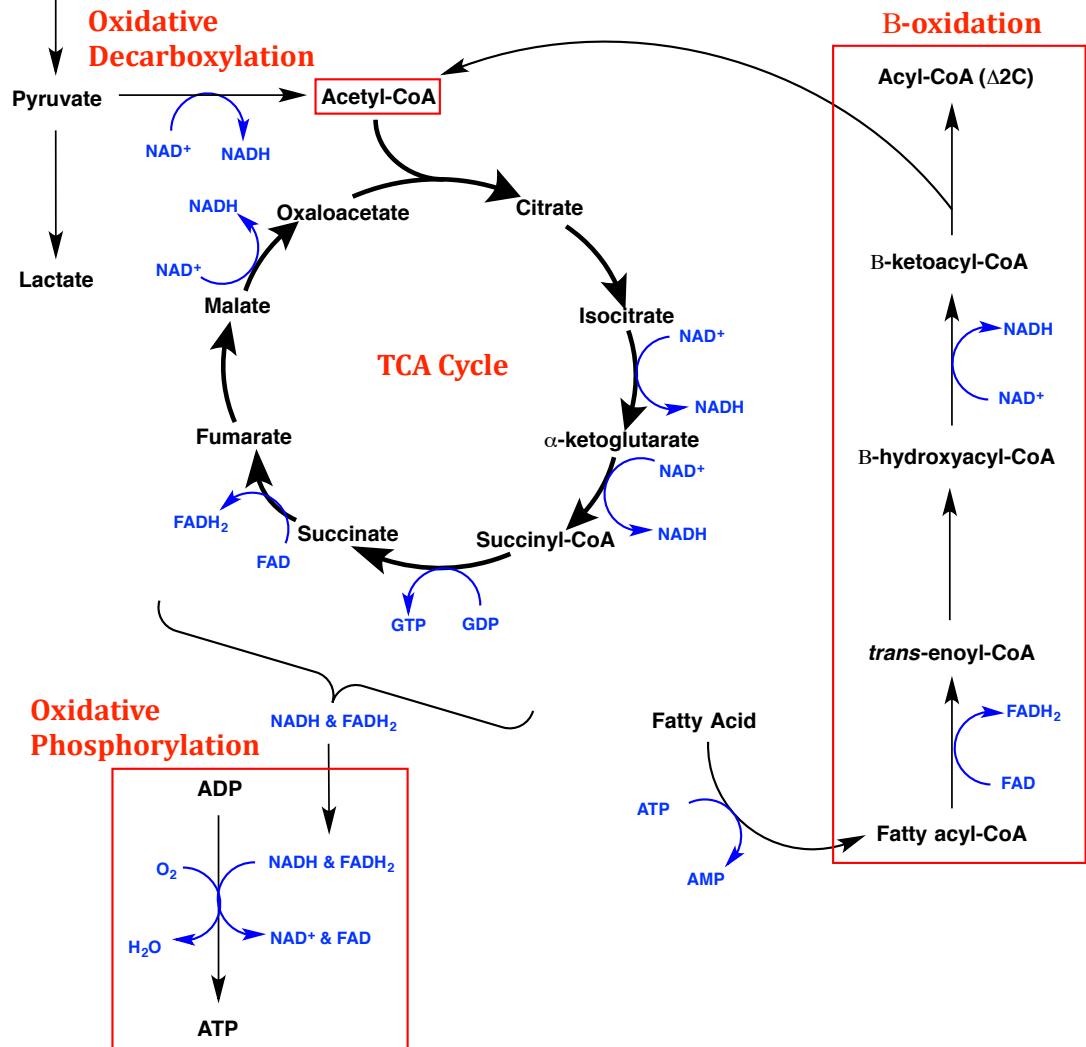 Oxidative
Decarboxylation
Β-oxidation
Pyruvate
Acetyl-CoA
Acyl-CoA (Δ2C)
NAD⁺
NADH
Oxaloacetate
Citrate
NADH
NAD⁺
Lactate
Malate
Isocitrate
Β-ketoacyl-CoA
NAD⁺
NADH
TCA Cycle
NADH
NAD⁺
Fumarate
α-ketoglutarate
Β-hydroxyacyl-CoA
NAD⁺
NADH
FADH₂
FAD
Succinate
Succinyl-CoA
GTP
GDP
trans-enoyl-CoA
Oxidative
Phosphorylation
NADH & FADH₂
Fatty Acid
FADH₂
FAD
ADP
ATP
AMP
Fatty acyl-CoA
O₂
NADH & FADH₂
H₂O
NAD⁺ & FAD
ATP